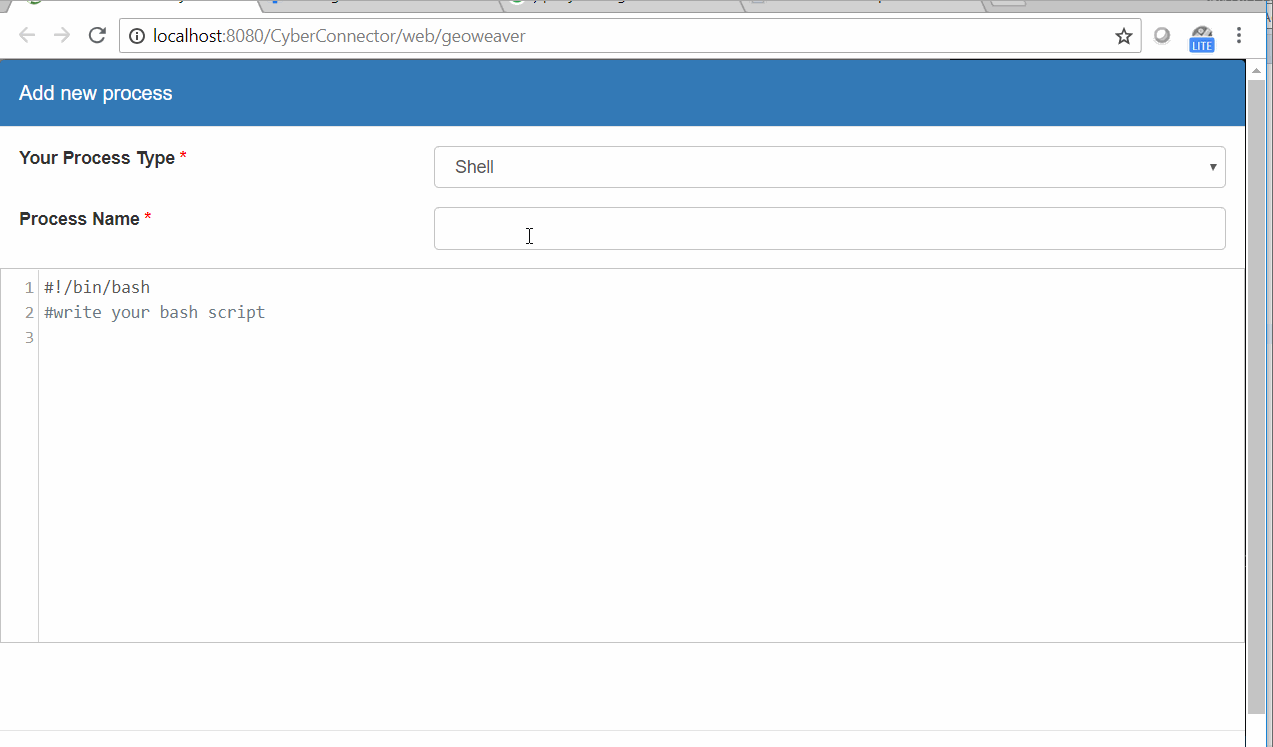 localhost:8080/CyberConnector/web/geoweaver
LITE
Add new process
Your Process Type *
Shell
Process Name *
1 #!/bin/bash
2 #write your bash script
3